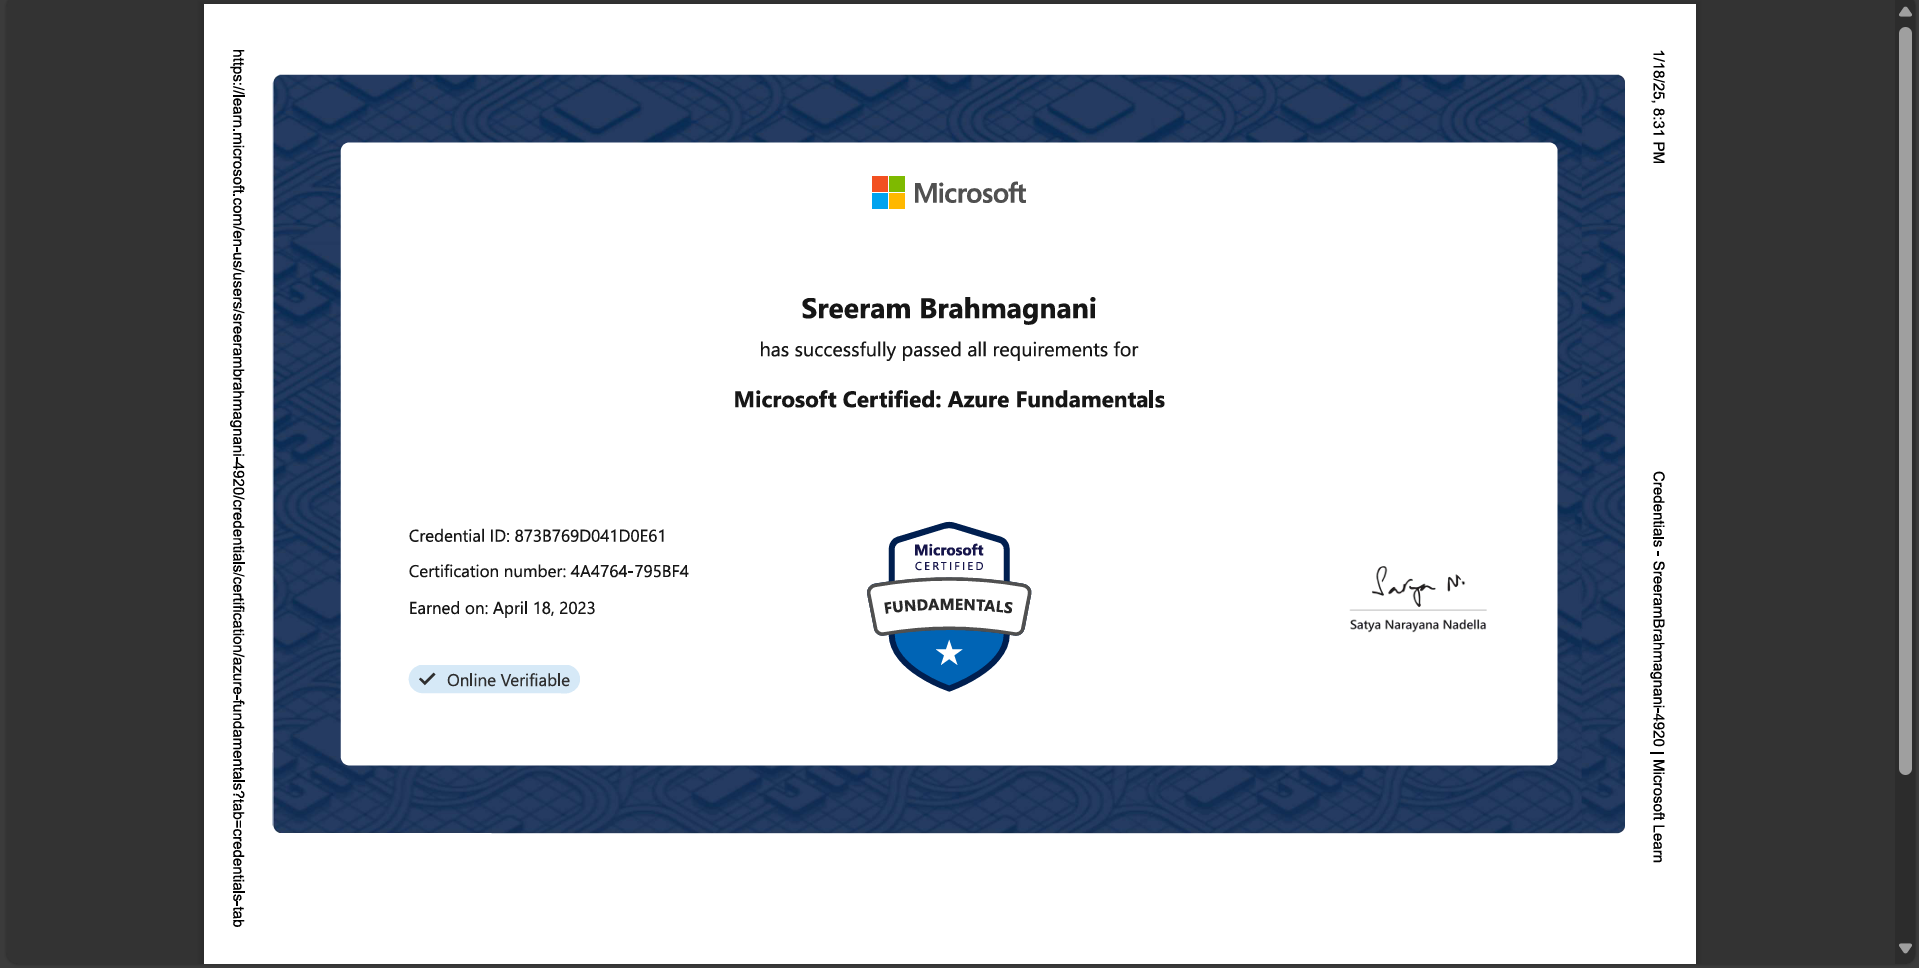 https://learn.microsoft.com/en-us/users/sreerambrahmagnani-4920/credentials/certification/azure-fundamentals?tab=credentials-tab
1/18/25, 8:31 PM
Credentials - SreeramBrahmagnani-4920 | Microsoft Learn
Microsoft
Sreeram Brahmagnani
has successfully passed all requirements for
Microsoft Certified: Azure Fundamentals
Credential ID: 873B769D041D0E61
Certification number: 4A4764-795BF4
Earned on: April 18, 2023
Online Verifiable
Microsoft
CERTIFIED
FUNDAMENTALS
Satya N.
Satya Narayana Nadella